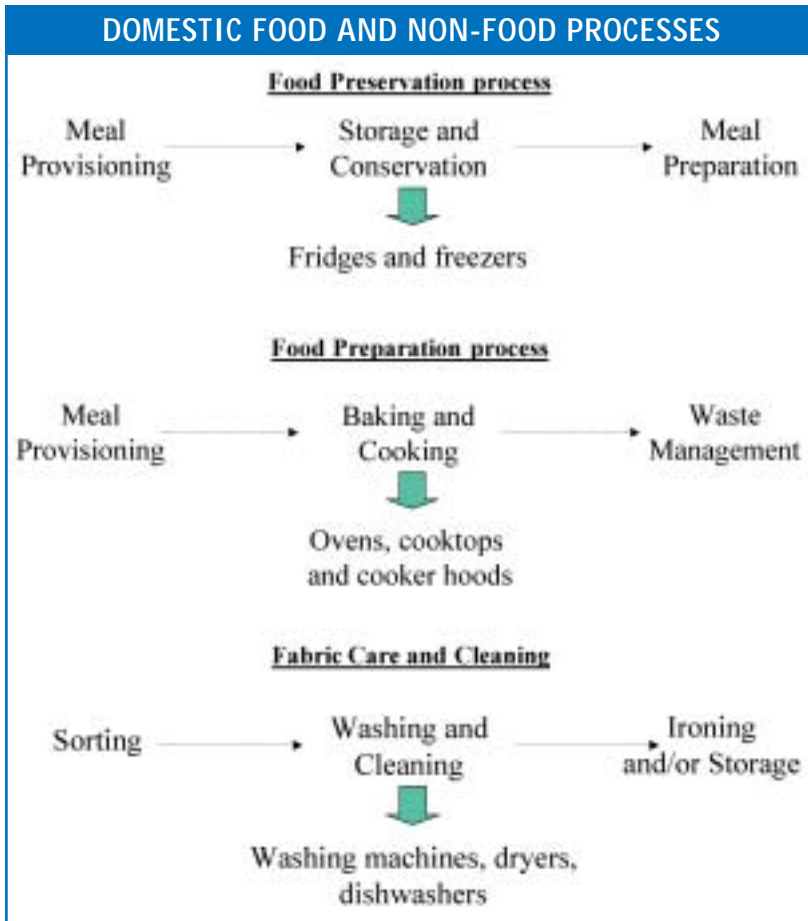 DOMESTIC FOOD AND NON-FOOD PROCESSES
Food Preservation process
Meal
Provisioning
Storage and
Conservation
Meal
Preparation
Fridges and freezers
Food Preparation process
Meal
Provisioning
Baking and
Cooking
Waste
Management
Ovens, cooktops
and cooker hoods
Fabric Care and Cleaning
Sorting
Washing and
Cleaning
Ironing
and/or Storage
Washing machines, dryers,
dishwashers